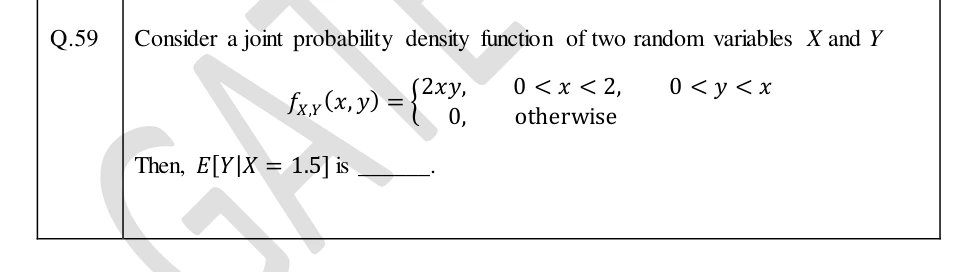 Q.59 Consider a joint probability density function of two random variables X and Y
f_{X,Y}(x, y) = { 2xy, 0 < x < 2, 0 < y < x
0, otherwise
Then, E[Y|X = 1.5] is ______.
GATE